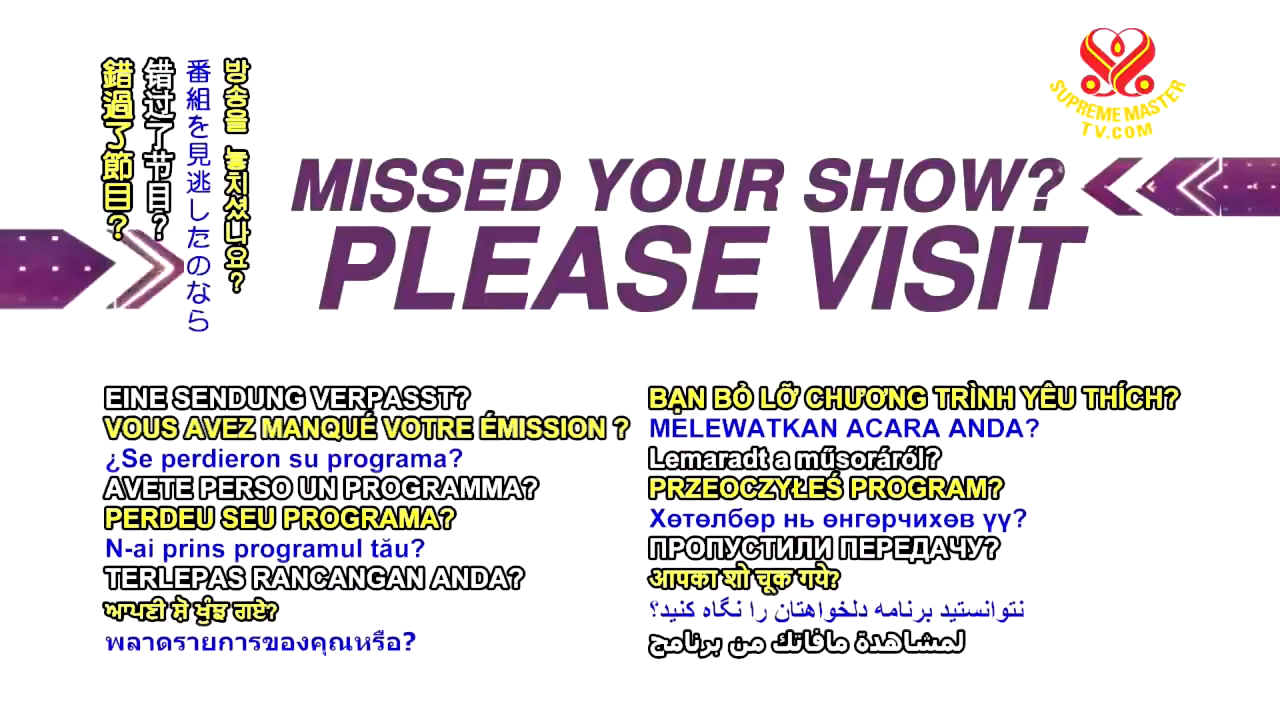 錯過了節目？
错过了节目？
番組を見逃したのなら
방송을 놓치셨나요?
SUPREME MASTER
TV.COM
MISSED YOUR SHOW?
PLEASE VISIT
EINE SENDUNG VERPASST?
VOUS AVEZ MANQUÉ VOTRE ÉMISSION ?
¿Se perdieron su programa?
AVETE PERSO UN PROGRAMMA?
PERDEU SEU PROGRAMA?
N-ai prins programul tău?
TERLEPAS RANCANGAN ANDA?
ਆਪਣੀ ਸ਼ੋ ਖੁੰਝ ਗਏ?
พลาดรายการของคุณหรือ?
BẠN BỎ LỠ CHƯƠNG TRÌNH YÊU THÍCH?
MELEWATKAN ACARA ANDA?
Lemaradt a műsoráról?
PRZEOCZYŁEŚ PROGRAM?
Хөтөлбөр нь өнгөрчихөв үү?
ПРОПУСТИЛИ ПЕРЕДАЧУ?
आपका शो चूक गये?
نتوانستید برنامه دلخواهتان را نگاه کنید؟
لمشاهدة مافاتك من برنامج